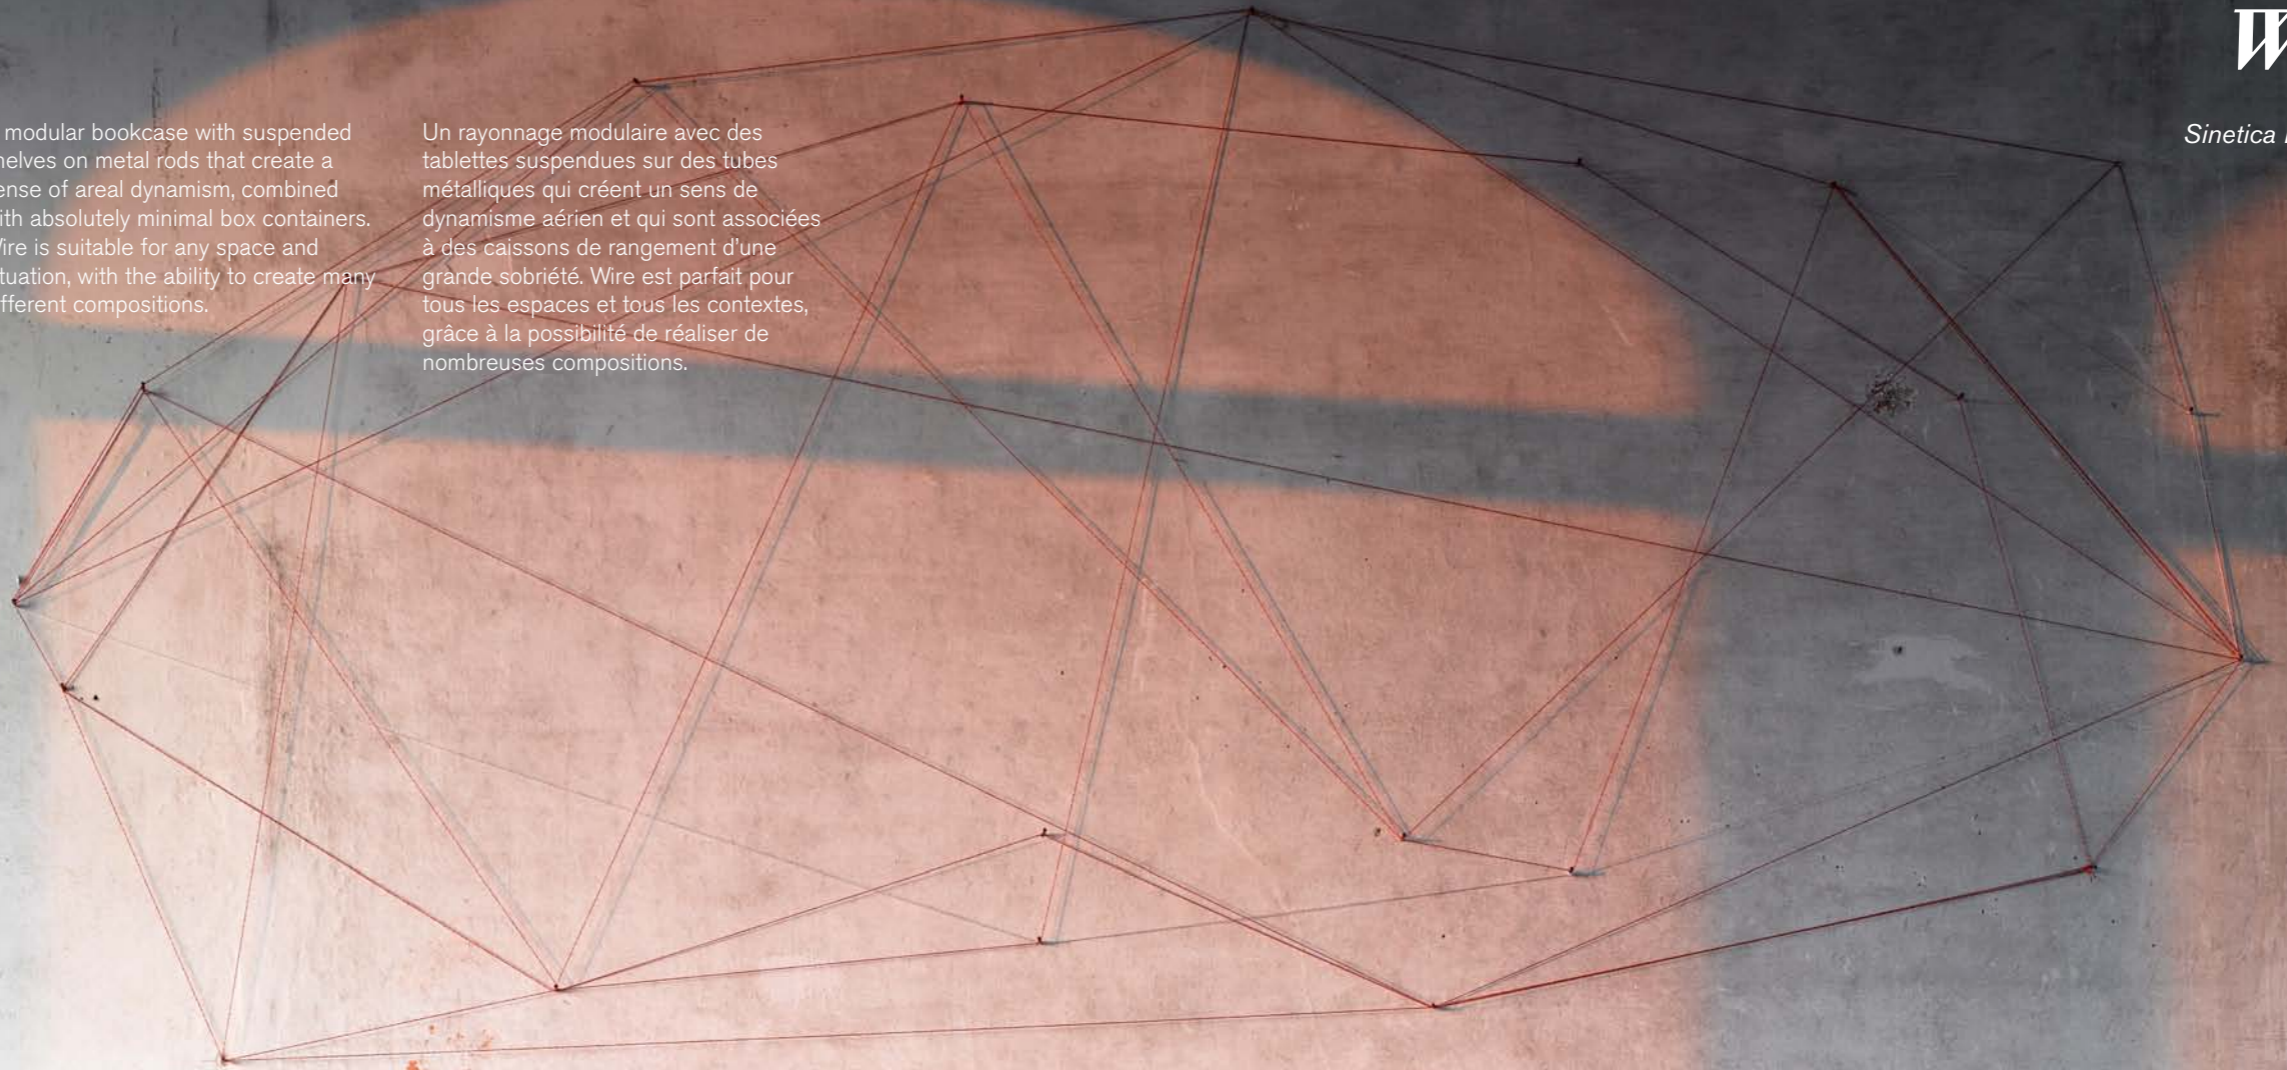 modular bookcase with suspended
helves on metal rods that create a
ense of areal dynamism, combined
ith absolutely minimal box containers.
ire is suitable for any space and
tuation, with the ability to create many
fferent compositions.
Un rayonnage modulaire avec des
tablettes suspendues sur des tubes
métalliques qui créent un sens de
dynamisme aérien et qui sont associées
à des caissons de rangement d'une
grande sobriété. Wire est parfait pour
tous les espaces et tous les contextes,
grâce à la possibilité de réaliser de
nombreuses compositions.
W
Sinetica